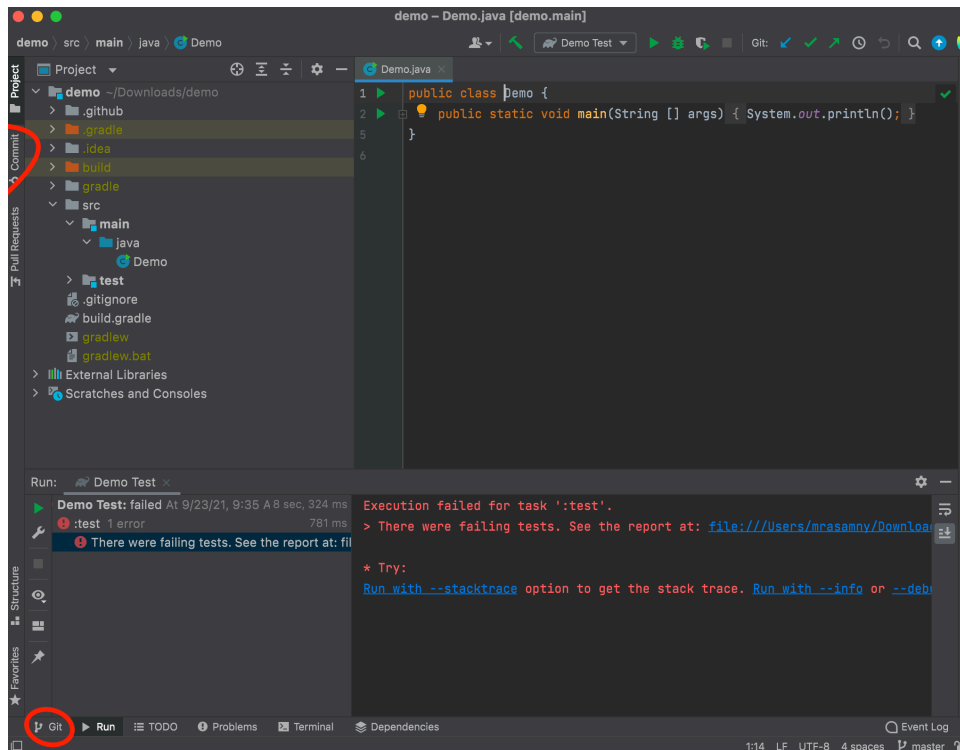 demo – Demo.java [demo.main]
demo src main java Demo
Demo Test Git:
Project
Demo.java
demo ~/Downloads/demo
.github
.gradle
.idea
build
gradle
src
main
java
Demo
test
.gitignore
build.gradle
gradlew
gradlew.bat
External Libraries
Scratches and Consoles
Project
Commit
Pull Requests
Structure
Favorites
1 public class Demo {
2 public static void main(String [] args) { System.out.println(); }
5 }
6
Run: Demo Test
Demo Test: failed At 9/23/21, 9:35 A 8 sec, 324 ms
:test 1 error 781 ms
There were failing tests. See the report at: fil
Execution failed for task ':test'.
> There were failing tests. See the report at: file:///Users/mrasamny/Downloa
* Try:
Run with --stacktrace option to get the stack trace. Run with --info or --deb
Git Run TODO Problems Terminal Dependencies Event Log
1:14 LF UTF-8 4 spaces master